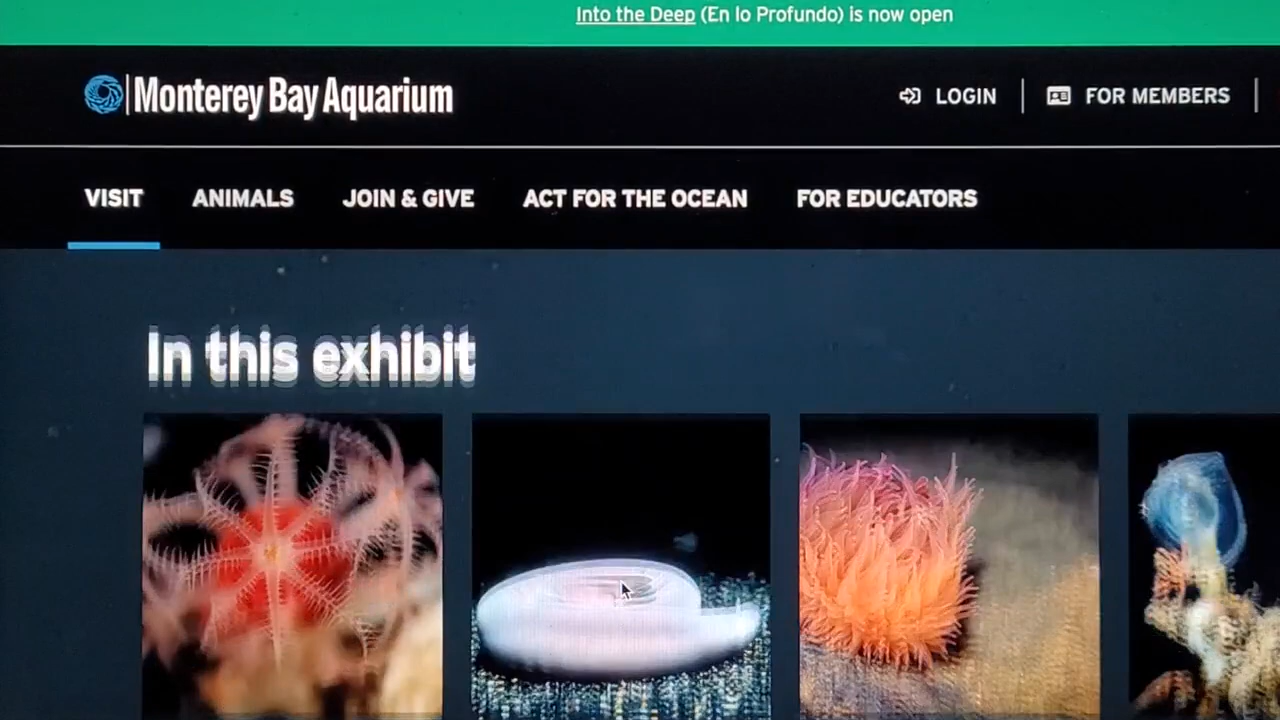 Into the Deep (En lo Profundo) is now open
Monterey Bay Aquarium
LOGIN
FOR MEMBERS
VISIT
ANIMALS
JOIN & GIVE
ACT FOR THE OCEAN
FOR EDUCATORS
In this exhibit